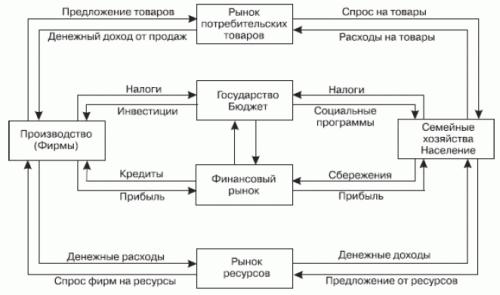 Предложение товаров
Рынок
потребительских
товаров
Спрос на товары
Денежный доход от продаж
Расходы на товары
Налоги
Государство
Бюджет
Налоги
Инвестиции
Социальные
программы
Производство
(Фирмы)
Семейные
хозяйства
Население
Кредиты
Финансовый
рынок
Сбережения
Прибыль
Прибыль
Денежные расходы
Рынок
ресурсов
Денежные доходы
Спрос фирм на ресурсы
Предложение от ресурсов